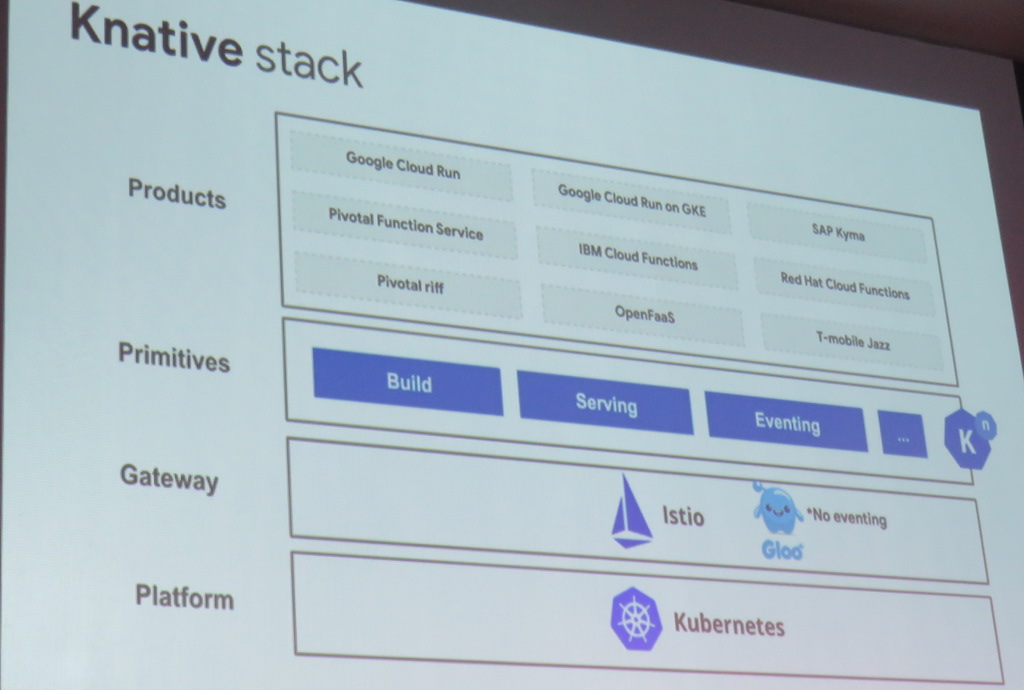 Knative stack
Products
Google Cloud Run
Google Cloud Run on GKE
SAP Kyma
Pivotal Function Service
IBM Cloud Functions
Red Hat Cloud Functions
Pivotal riff
OpenFaaS
T-mobile Jazz
Primitives
Build
Serving
Eventing
...
K
n
Gateway
Istio
*No eventing
Gloo
Platform
Kubernetes